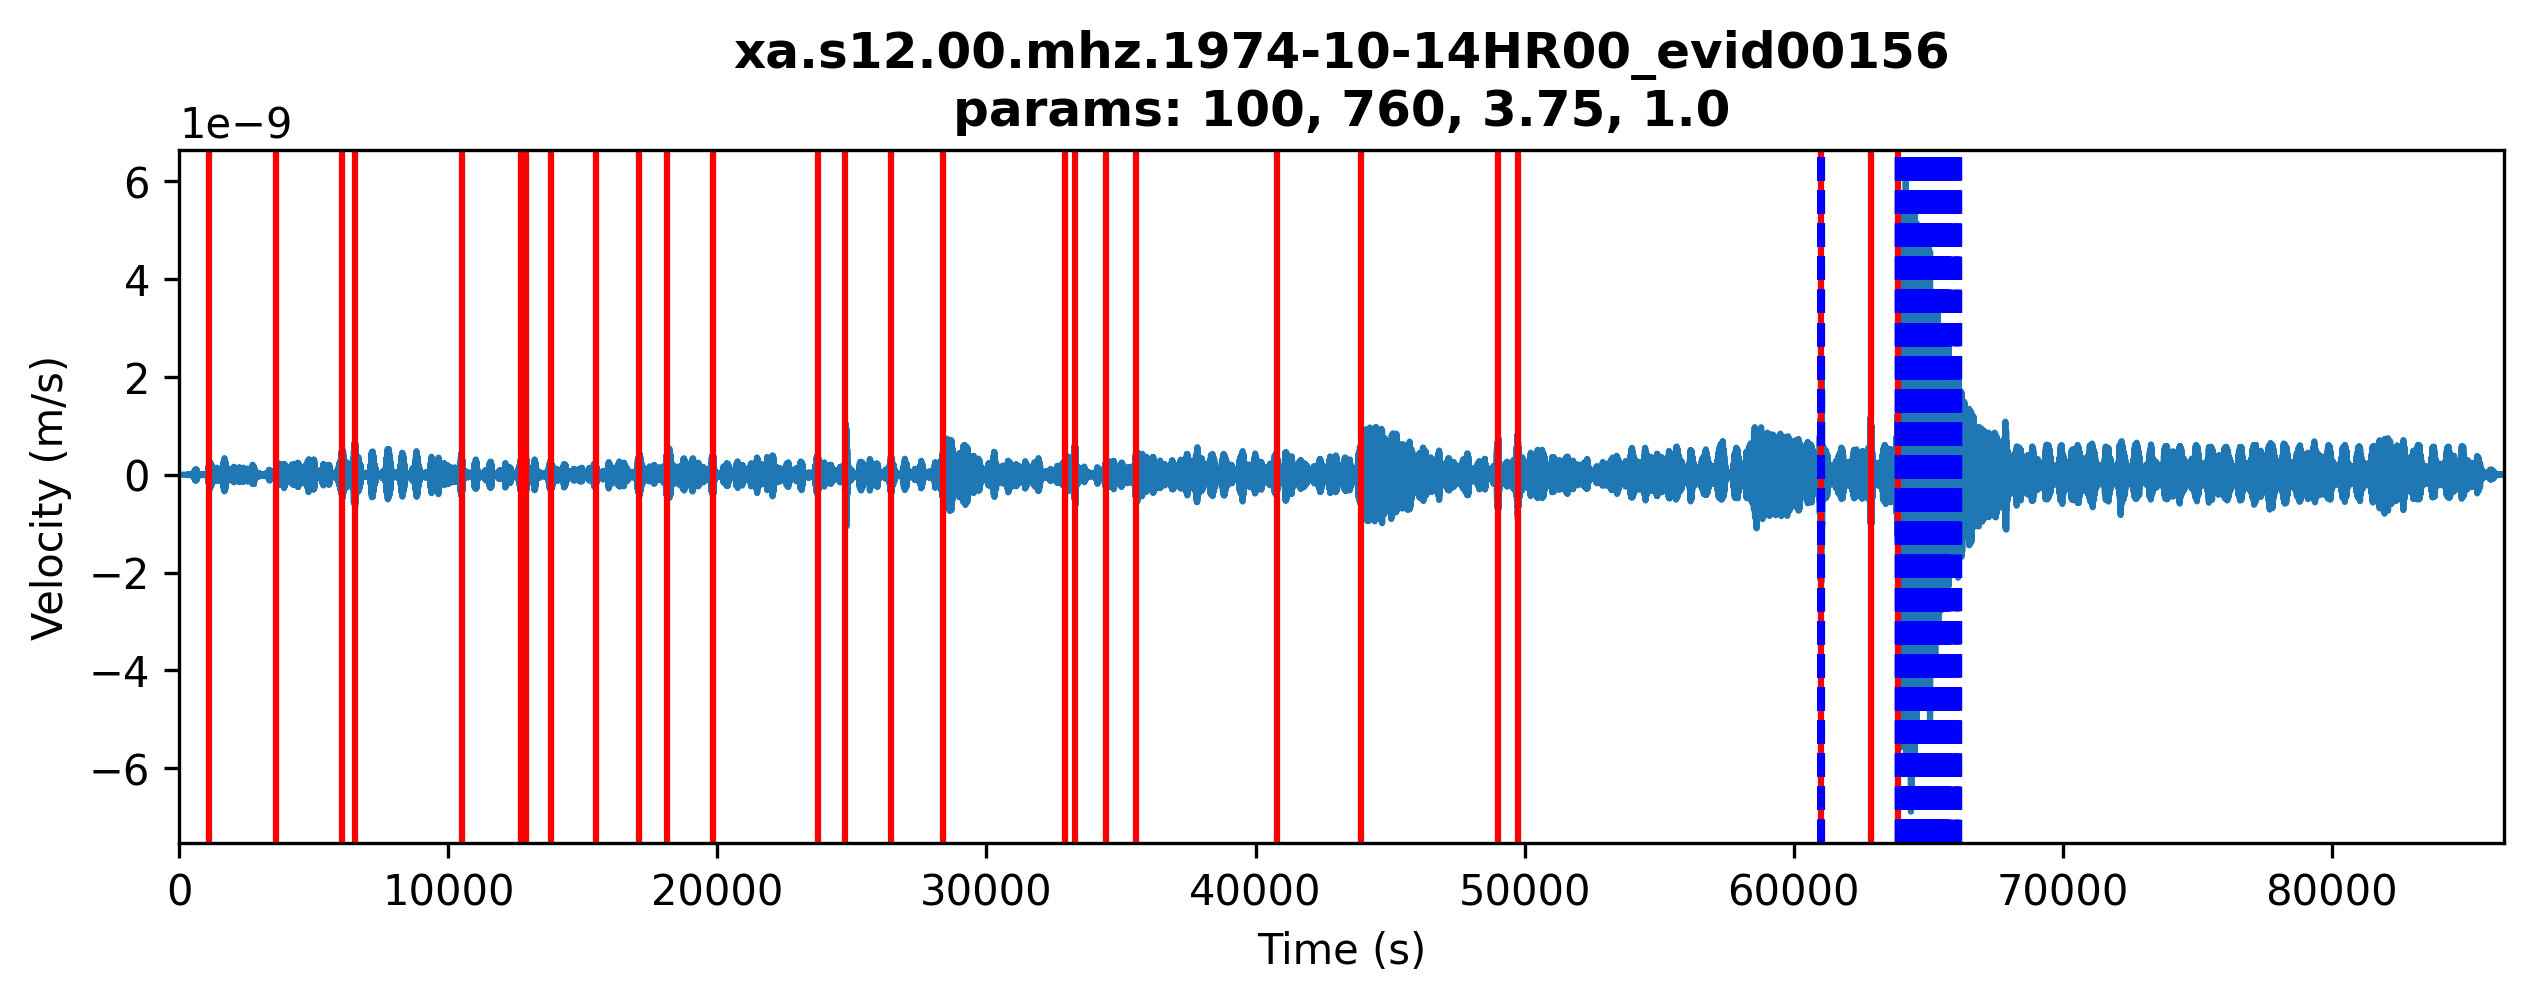 xa.s12.00.mhz.1974-10-14HR00_evid00156
params: 100, 760, 3.75, 1.0
1e−9
6
4
2
0
−2
−4
−6
Velocity (m/s)
0 10000 20000 30000 40000 50000 60000 70000 80000
Time (s)